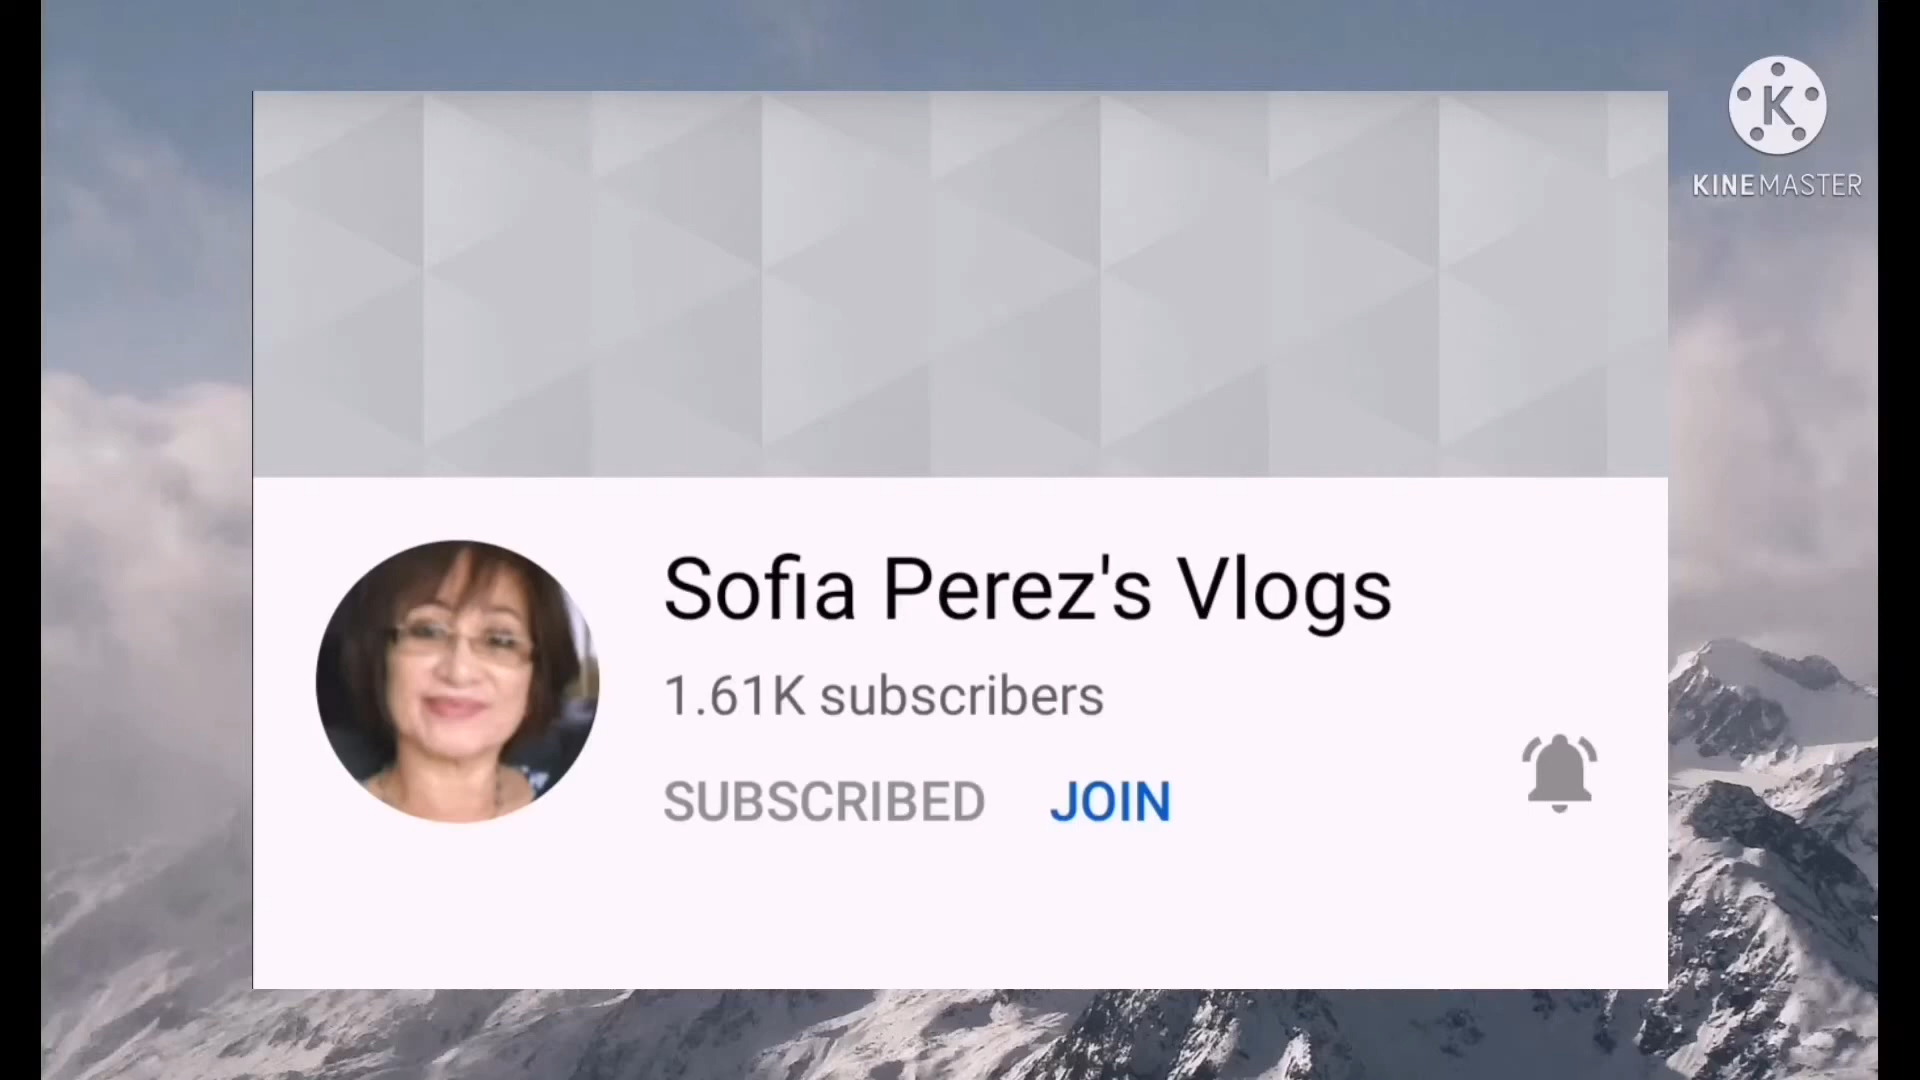 K
KINEMASTER
Sofia Perez's Vlogs
1.61K subscribers
SUBSCRIBED JOIN